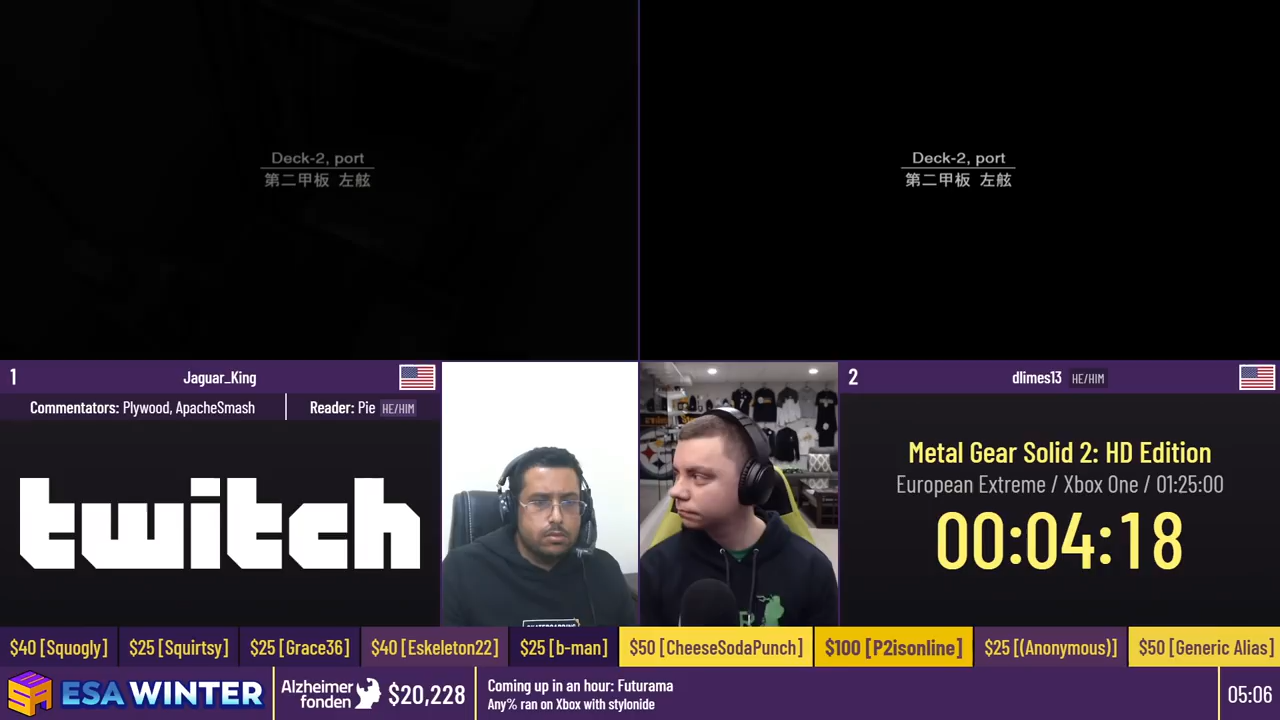 Deck-2, port
第二甲板 左舷
Deck-2, port
第二甲板 左舷
1
Jaguar_King
Commentators: Plywood, ApacheSmash
Reader: Pie HE/HIM
twitch
2
dlimes13 HE/HIM
Metal Gear Solid 2: HD Edition
European Extreme / Xbox One / 01:25:00
00:04:18
$40 [Squogly]
$25 [Squirtsy]
$25 [Grace36]
$40 [Eskeleton22]
$25 [b-man]
$50 [CheeseSodaPunch]
$100 [P2isonline]
$25 [(Anonymous)]
$50 [Generic Alias]
ESA WINTER
Alzheimer
fonden
$20,228
Coming up in an hour: Futurama
Any% ran on Xbox with stylonide
05:06